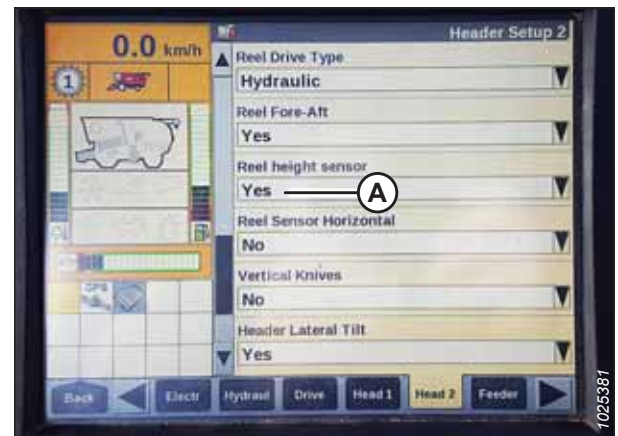 0.0 km/h
Header Setup 2
1
Reel Drive Type
Hydraulic
Reel Fore-Aft
Yes
Reel height sensor
Yes
A
Reel Sensor Horizontal
No
Vertical Knives
No
Header Lateral Tilt
Yes
GPS
Back
Electr
Hydraul
Drive
Head 1
Head 2
Feeder
1025381